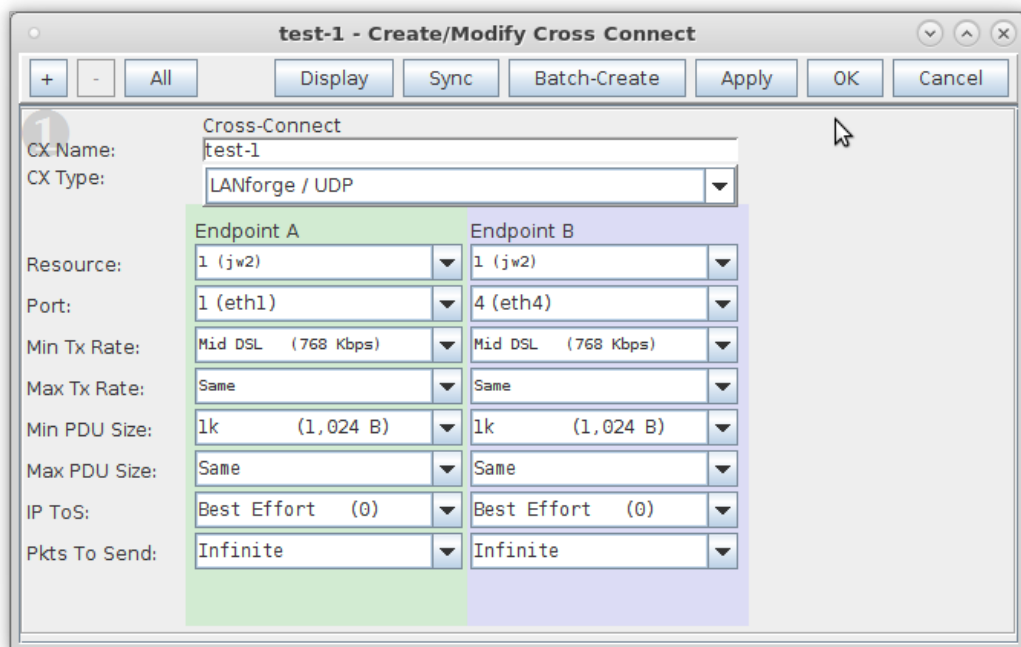 test-1 - Create/Modify Cross Connect
+ - All Display Sync Batch-Create Apply OK Cancel
1
Cross-Connect
CX Name: test-1
CX Type: LANforge / UDP
Endpoint A Endpoint B
Resource: 1 (jw2) 1 (jw2)
Port: 1 (eth1) 4 (eth4)
Min Tx Rate: Mid DSL (768 Kbps) Mid DSL (768 Kbps)
Max Tx Rate: Same Same
Min PDU Size: 1k (1,024 B) 1k (1,024 B)
Max PDU Size: Same Same
IP ToS: Best Effort (0) Best Effort (0)
Pkts To Send: Infinite Infinite